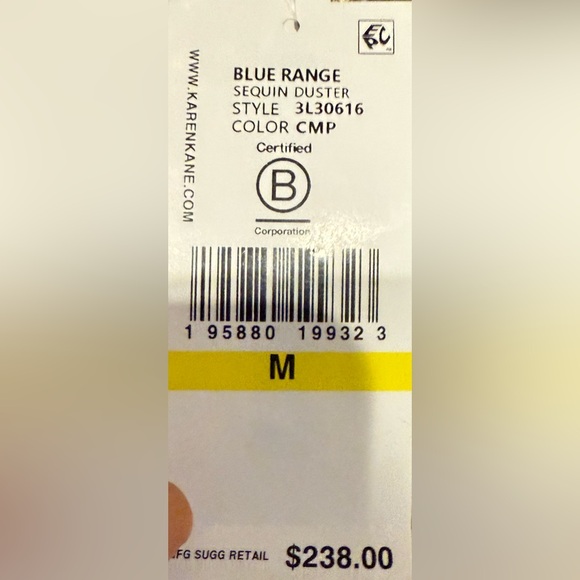 BLUE RANGE
SEQUIN DUSTER
STYLE 3L30616
COLOR CMP
WWW.KARENKANE.COM
Certified
B
Corporation
1 95880 19932 3
M
FG SUGG RETAIL $238.00